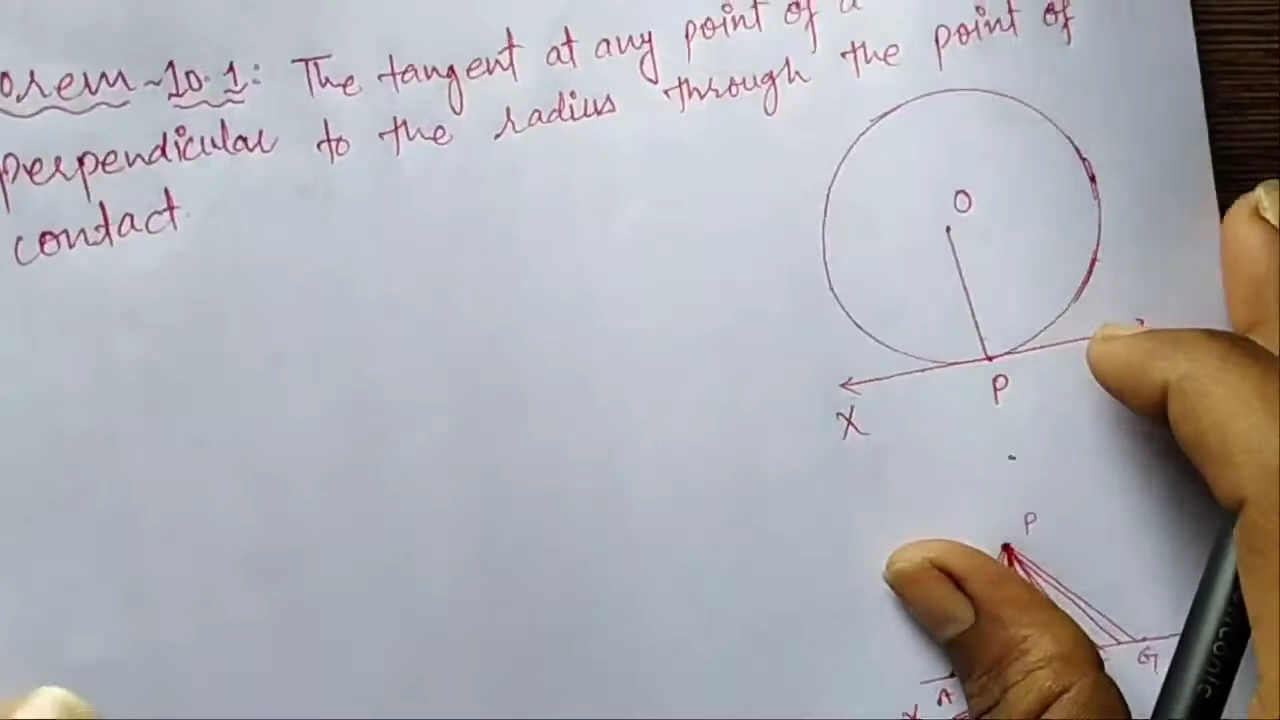 orem-10.1: The tangent at any point of a
perpendicular to the radius through the point of
contact
O
P
X
P
G
A
X